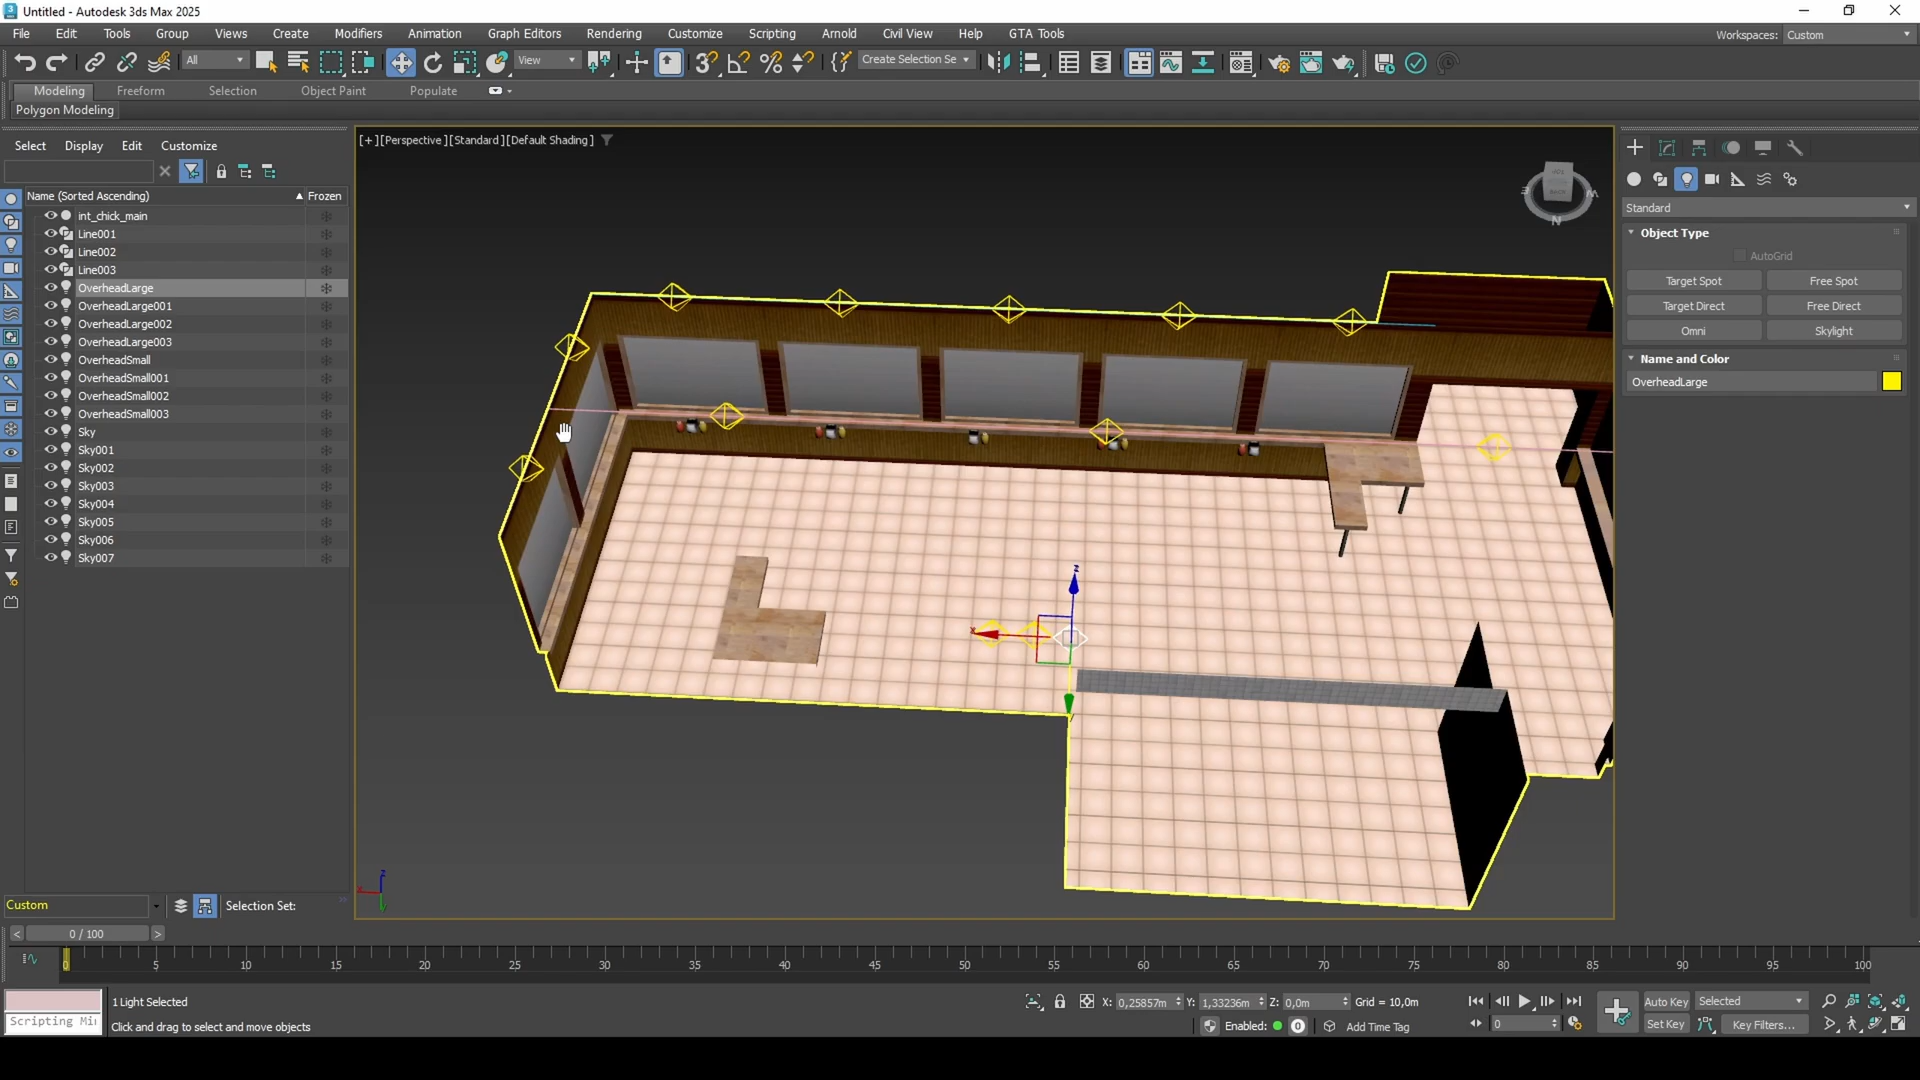 Untitled - Autodesk 3ds Max 2025
File Edit Tools Group Views Create Modifiers Animation Graph Editors Rendering Customize Scripting Arnold Civil View Help GTA Tools
Workspaces: Custom
All View Create Selection Se
Modeling Freeform Selection Object Paint Populate
Polygon Modeling
Select Display Edit Customize
Name (Sorted Ascending) Frozen
int_chick_main
Line001
Line002
Line003
OverheadLarge
OverheadLarge001
OverheadLarge002
OverheadLarge003
OverheadSmall
OverheadSmall001
OverheadSmall002
OverheadSmall003
Sky
Sky001
Sky002
Sky003
Sky004
Sky005
Sky006
Sky007
[+][Perspective][Standard][Default Shading]
N
z
x
z
Standard
Object Type
AutoGrid
Target Spot Free Spot
Target Direct Free Direct
Omni Skylight
Name and Color
OverheadLarge
Custom Selection Set:
< 0 / 100 >
0 5 10 15 20 25 30 35 40 45 50 55 60 65 70 75 80 85 90 95 100
1 Light Selected
X: 0,25857m Y: 1,33236m Z: 0,0m Grid = 10,0m
Auto Key Selected
Scripting Mi
Click and drag to select and move objects
Enabled: 0 Add Time Tag
0
Set Key Key Filters...